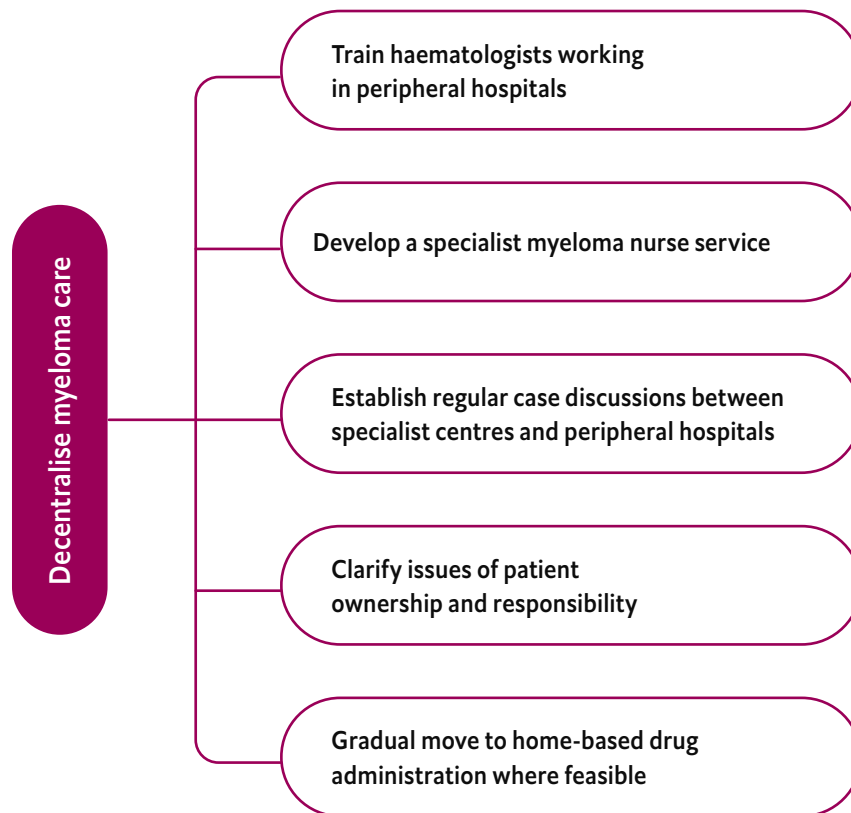 Decentralise myeloma care
Train haematologists working
in peripheral hospitals
Develop a specialist myeloma nurse service
Establish regular case discussions between
specialist centres and peripheral hospitals
Clarify issues of patient
ownership and responsibility
Gradual move to home-based drug
administration where feasible